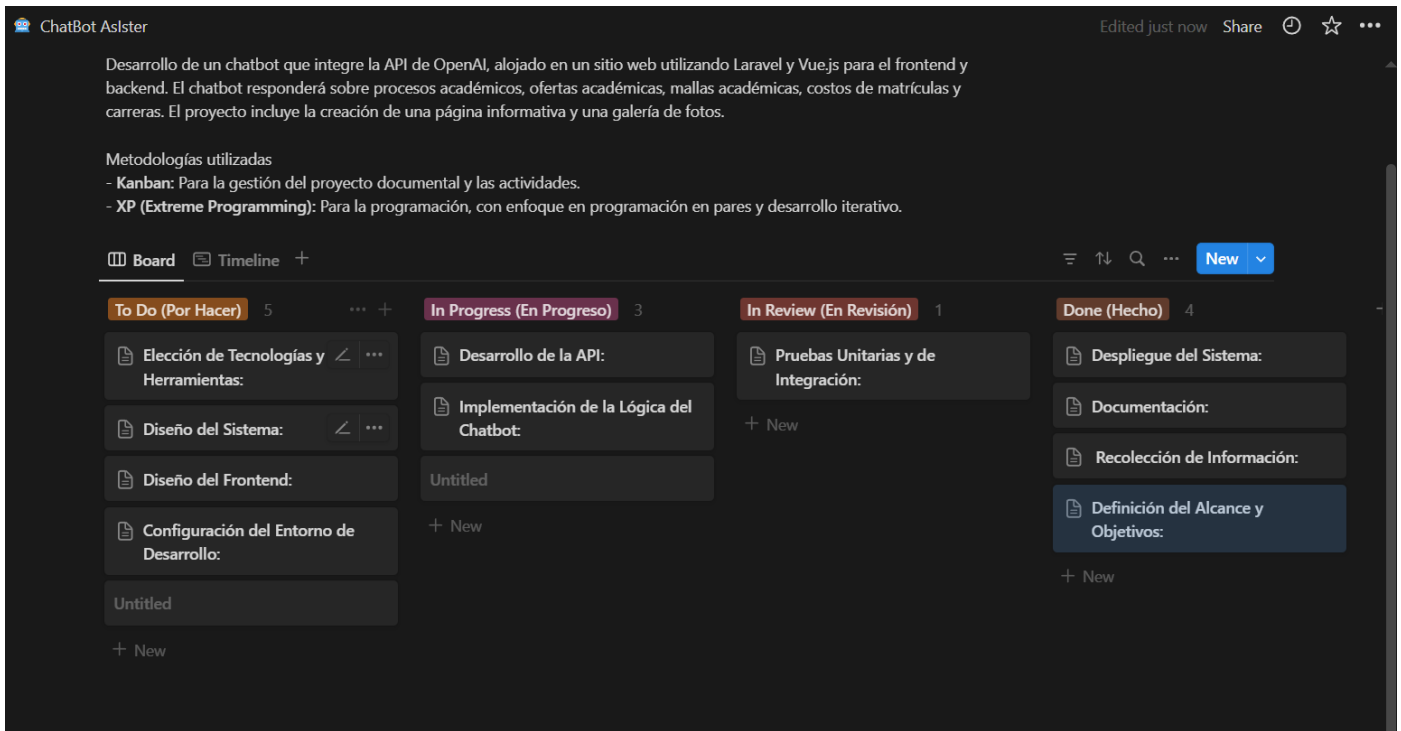 ChatBot AsIster
Edited just now Share
Desarrollo de un chatbot que integre la API de OpenAI, alojado en un sitio web utilizando Laravel y Vue.js para el frontend y
backend. El chatbot responderá sobre procesos académicos, ofertas académicas, mallas académicas, costos de matrículas y
carreras. El proyecto incluye la creación de una página informativa y una galería de fotos.
Metodologías utilizadas
- Kanban: Para la gestión del proyecto documental y las actividades.
- XP (Extreme Programming): Para la programación, con enfoque en programación en pares y desarrollo iterativo.
Board Timeline +
New
To Do (Por Hacer) 5
Elección de Tecnologías y
Herramientas:
Diseño del Sistema:
Diseño del Frontend:
Configuración del Entorno de
Desarrollo:
Untitled
+ New
In Progress (En Progreso) 3
Desarrollo de la API:
Implementación de la Lógica del
Chatbot:
Untitled
+ New
In Review (En Revisión) 1
Pruebas Unitarias y de
Integración:
+ New
Done (Hecho) 4
Despliegue del Sistema:
Documentación:
Recolección de Información:
Definición del Alcance y
Objetivos:
+ New